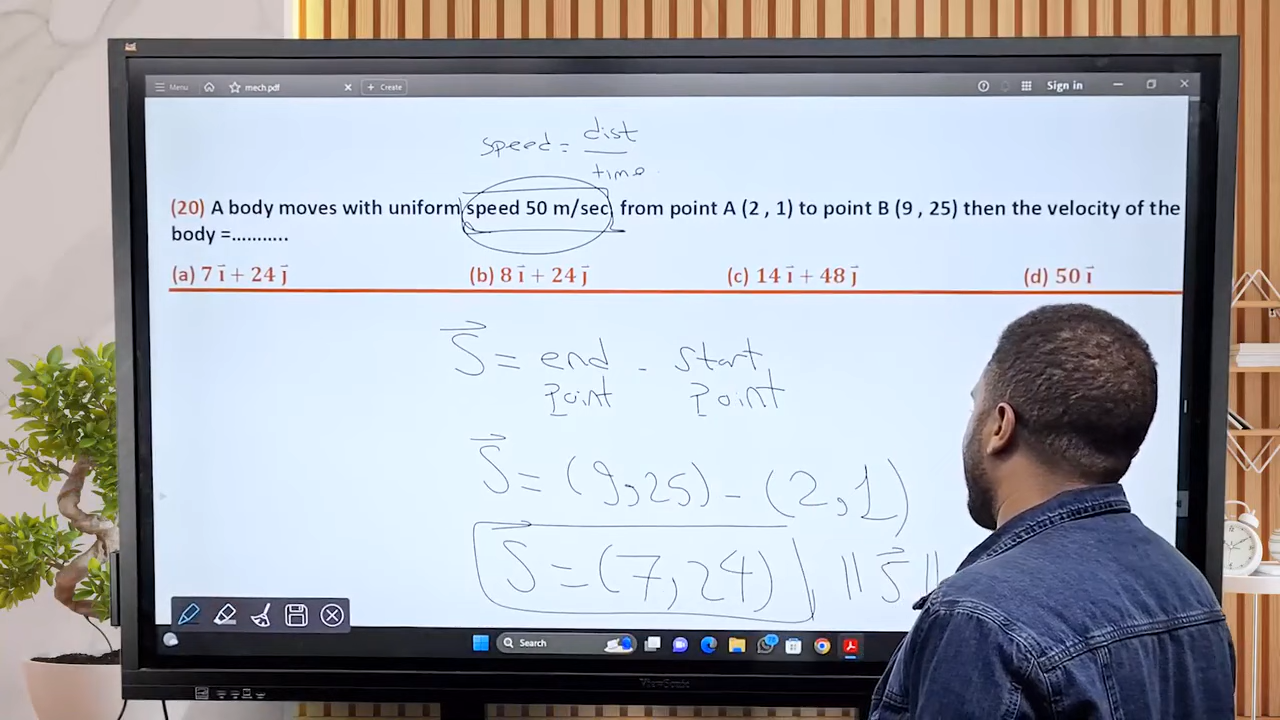 Menu mech.pdf + Create Sign in
speed = dist
time
(20) A body moves with uniform speed 50 m/sec from point A (2 , 1) to point B (9 , 25) then the velocity of the
body =...........
(a) 7 i⃗ + 24 j⃗ (b) 8 i⃗ + 24 j⃗ (c) 14 i⃗ + 48 j⃗ (d) 50 i⃗
S⃗ = end - start
point point
S⃗ = (9,25) - (2,1)
S⃗ = (7,24), ||S⃗||
Search
ViewSonic